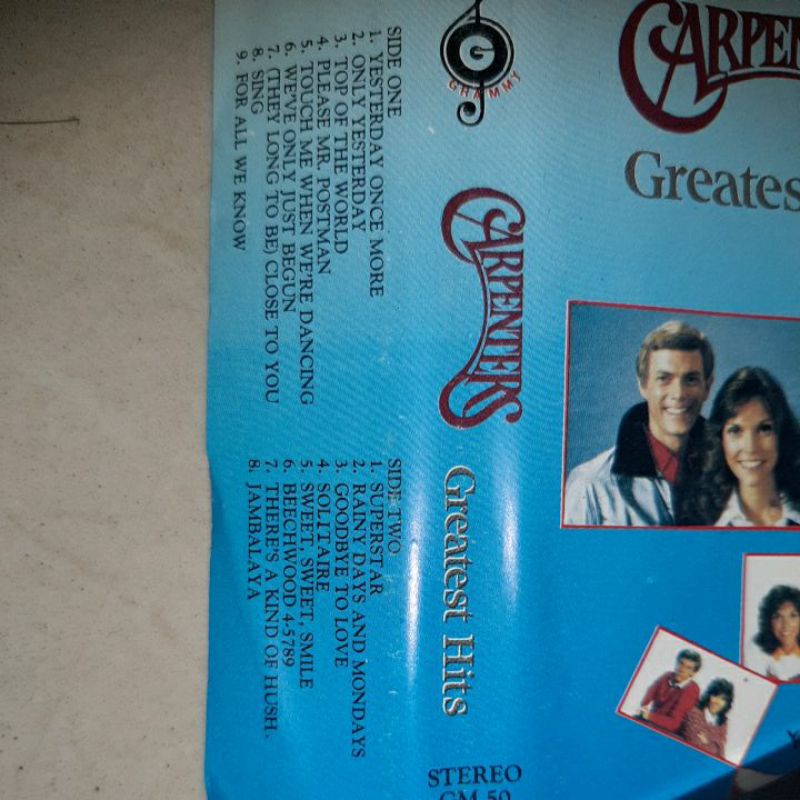 SIDE ONE
1. YESTERDAY ONCE MORE
2. ONLY YESTERDAY
3. TOP OF THE WORLD
4. PLEASE MR. POSTMAN
5. TOUCH ME WHEN WE'RE DANCING
6. WE'VE ONLY JUST BEGUN
7. (THEY LONG TO BE) CLOSE TO YOU
8. SING
9. FOR ALL WE KNOW
SIDE TWO
1. SUPERSTAR
2. RAINY DAYS AND MONDAYS
3. GOODBYE TO LOVE
4. SOLITAIRE
5. SWEET, SWEET, SMILE
6. BEECHWOOD 4-5789
7. THERE'S A KIND OF HUSH.
8. JAMBALAYA
G
GRAMMY
CARPENTERS
Greatest Hits
STEREO
GM 50
CARPEN
Greates